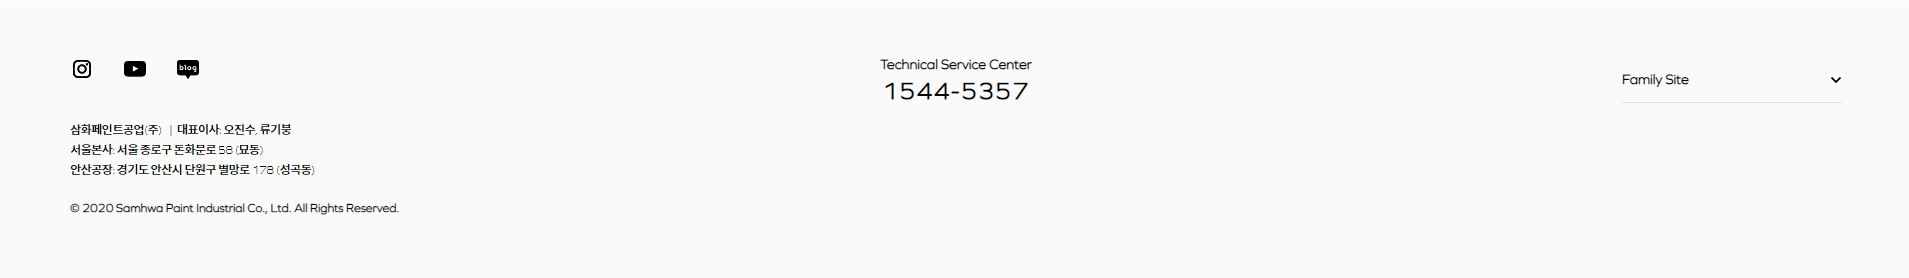 blog
Technical Service Center
1544-5357
Family Site
삼화페인트공업(주) | 대표이사: 오진수, 류기붕
서울본사: 서울 종로구 돈화문로 58 (묘동)
안산공장: 경기도 안산시 단원구 별망로 178 (성곡동)
© 2020 Samhwa Paint Industrial Co., Ltd. All Rights Reserved.